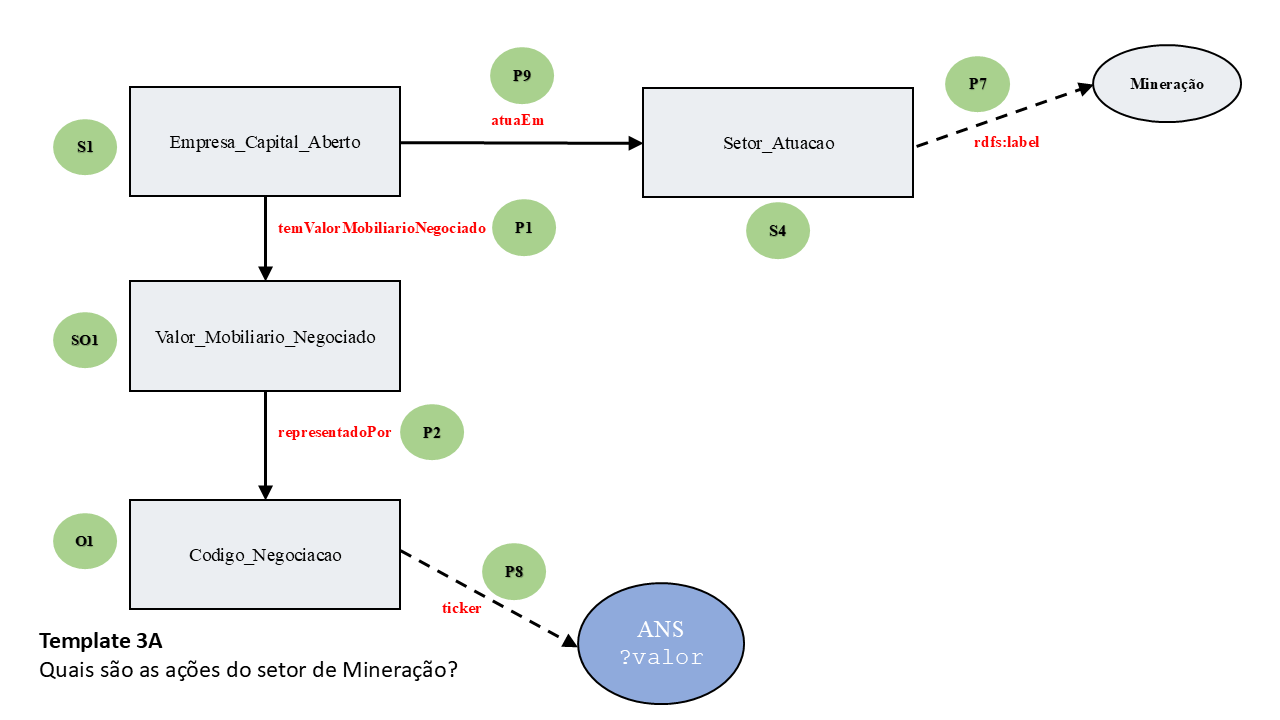 P9
atuaEm
P7
rdfs:label
Mineração
S1
Empresa_Capital_Aberto
Setor_Atuacao
S4
temValorMobiliarioNegociado
P1
SO1
Valor_Mobiliario_Negociado
representadoPor
P2
O1
Codigo_Negociacao
P8
ticker
ANS
?valor
Template 3A
Quais são as ações do setor de Mineração?